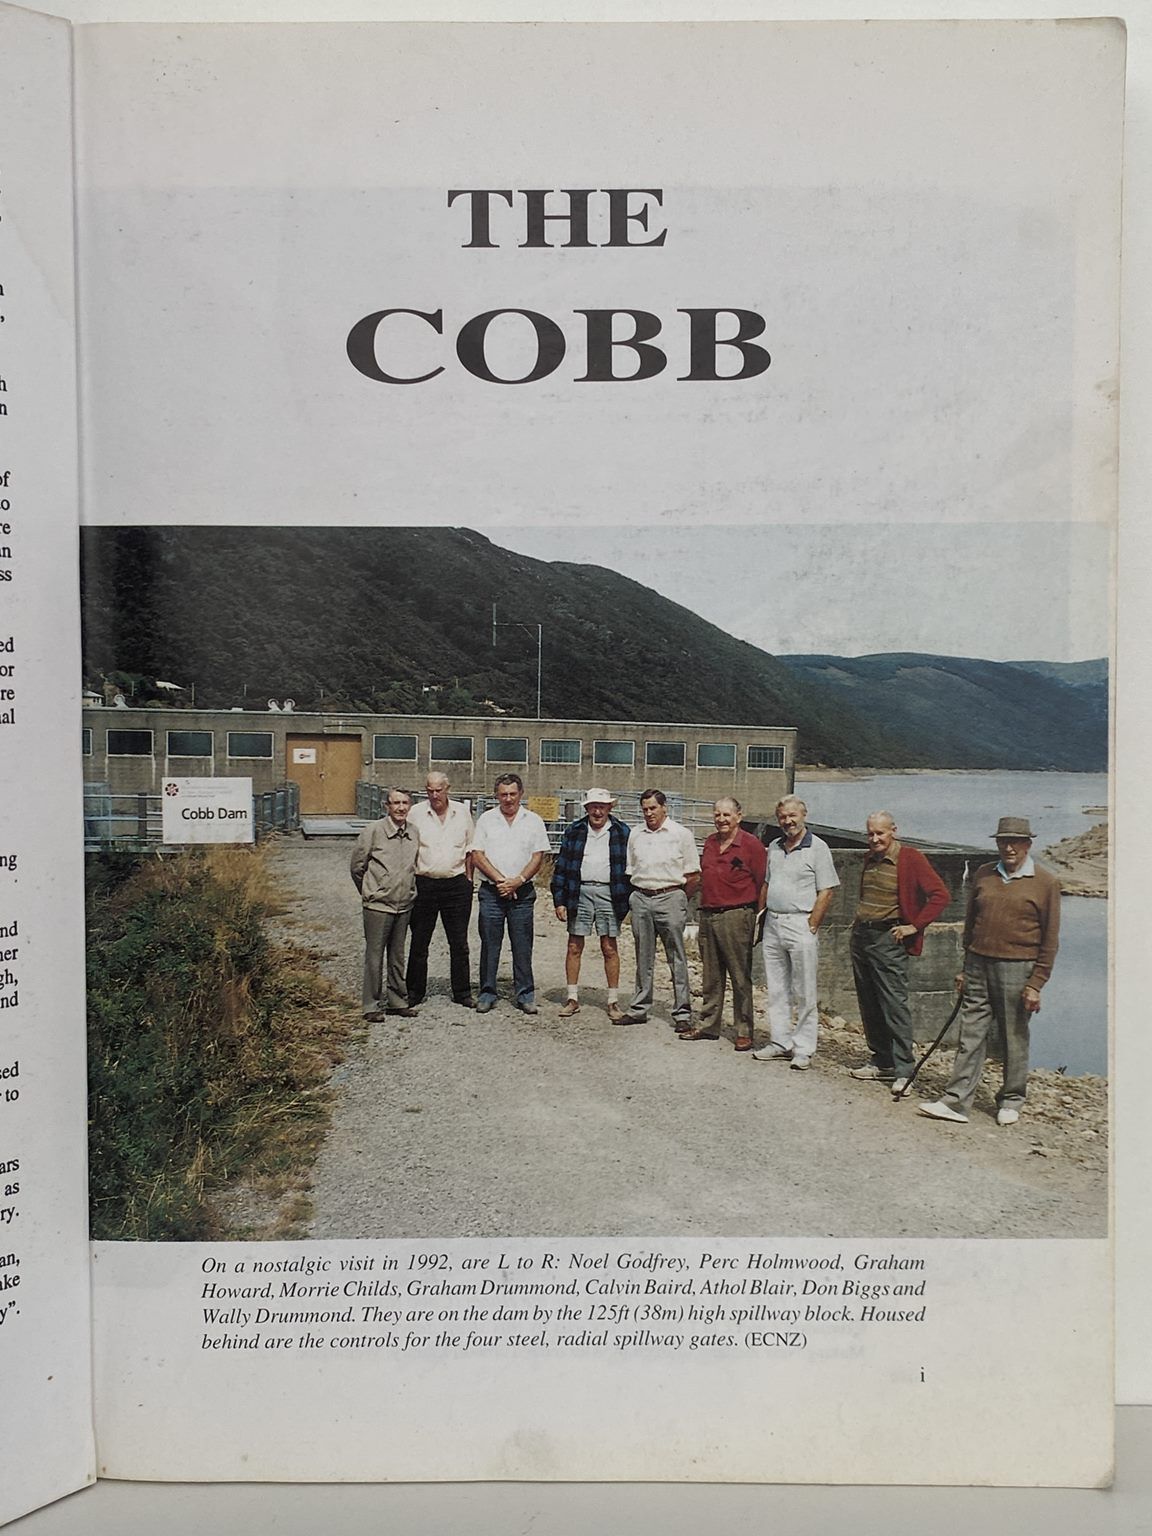 THE
COBB
Cobb Dam
On a nostalgic visit in 1992, are L to R: Noel Godfrey, Perc Holmwood, Graham
Howard, Morrie Childs, Graham Drummond, Calvin Baird, Athol Blair, Don Biggs and
Wally Drummond. They are on the dam by the 125ft (38m) high spillway block. Housed
behind are the controls for the four steel, radial spillway gates. (ECNZ)
i